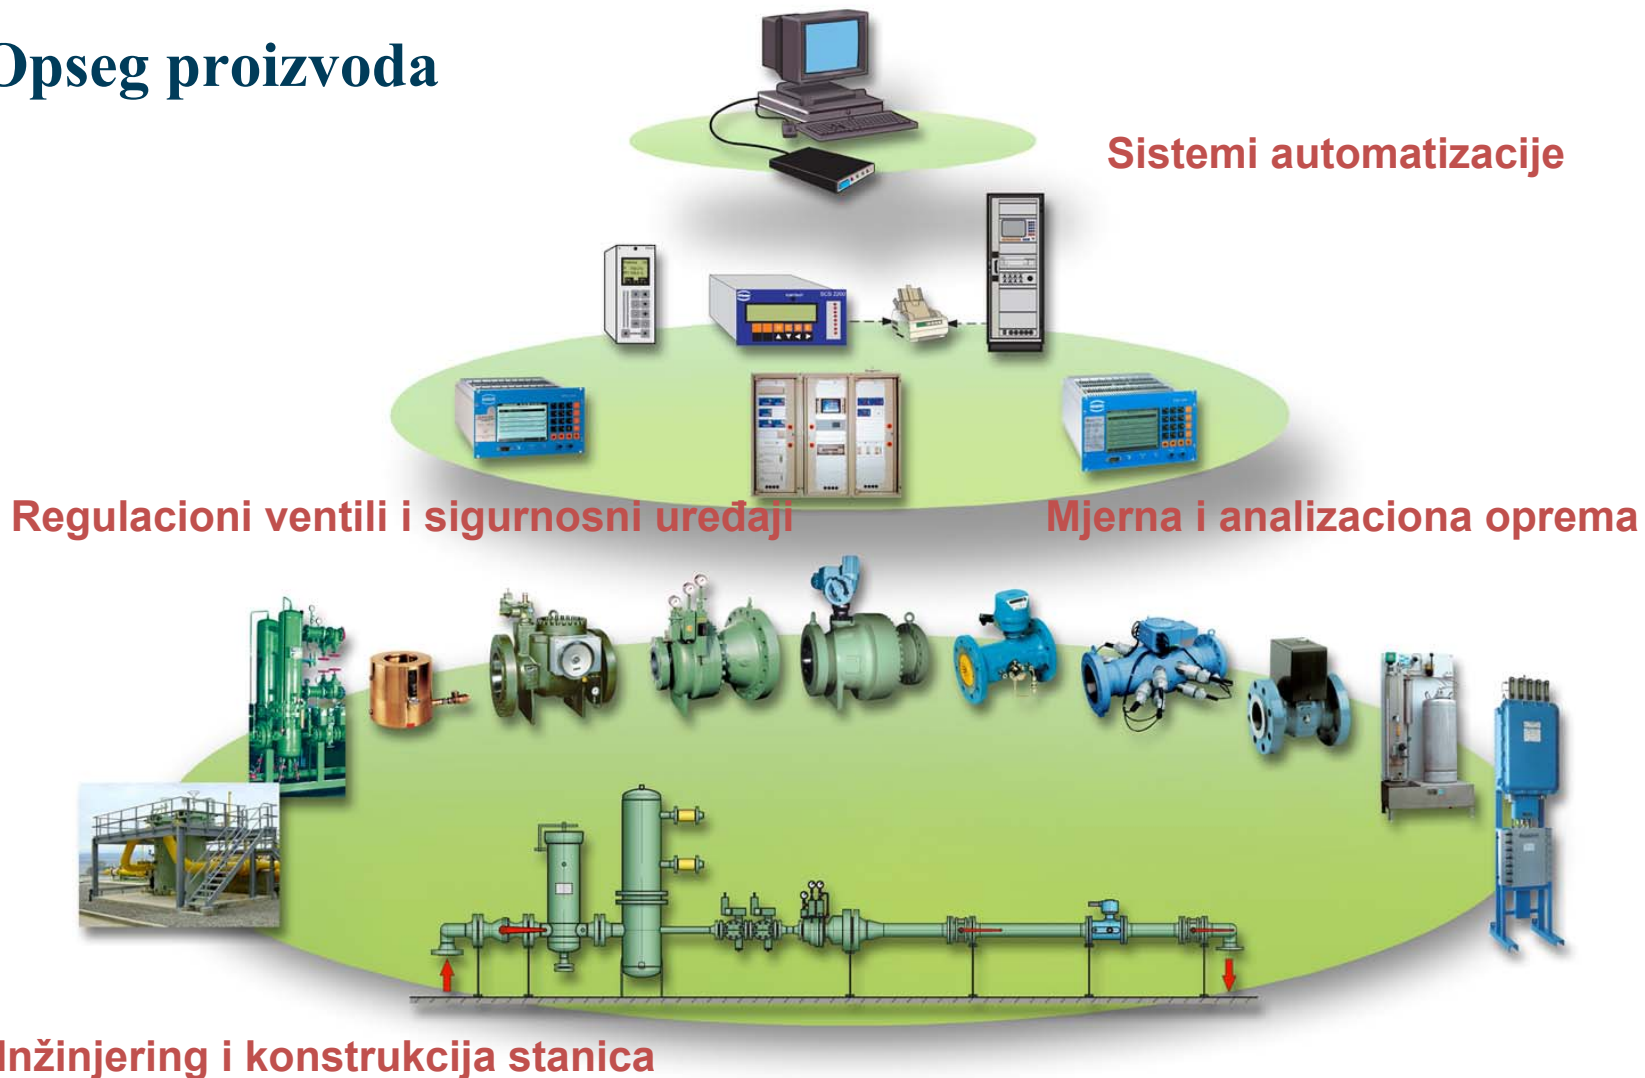 Opseg proizvoda
Sistemi automatizacije
Regulacioni ventili i sigurnosni uređaji
Mjerna i analizaciona oprema
Inžinjering i konstrukcija stanica